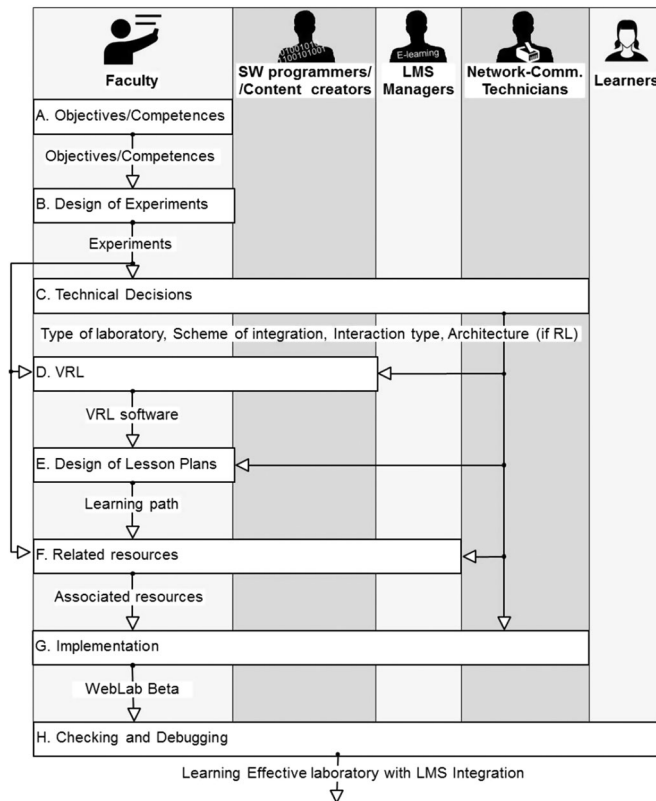 01001010
1100101001
E-learning
Faculty
SW programmers/
/Content creators
LMS
Managers
Network-Comm.
Technicians
Learners
A. Objectives/Competences
Objectives/Competences
B. Design of Experiments
Experiments
C. Technical Decisions
Type of laboratory, Scheme of integration, Interaction type, Architecture (if RL)
D. VRL
VRL software
E. Design of Lesson Plans
Learning path
F. Related resources
Associated resources
G. Implementation
WebLab Beta
H. Checking and Debugging
Learning Effective laboratory with LMS Integration